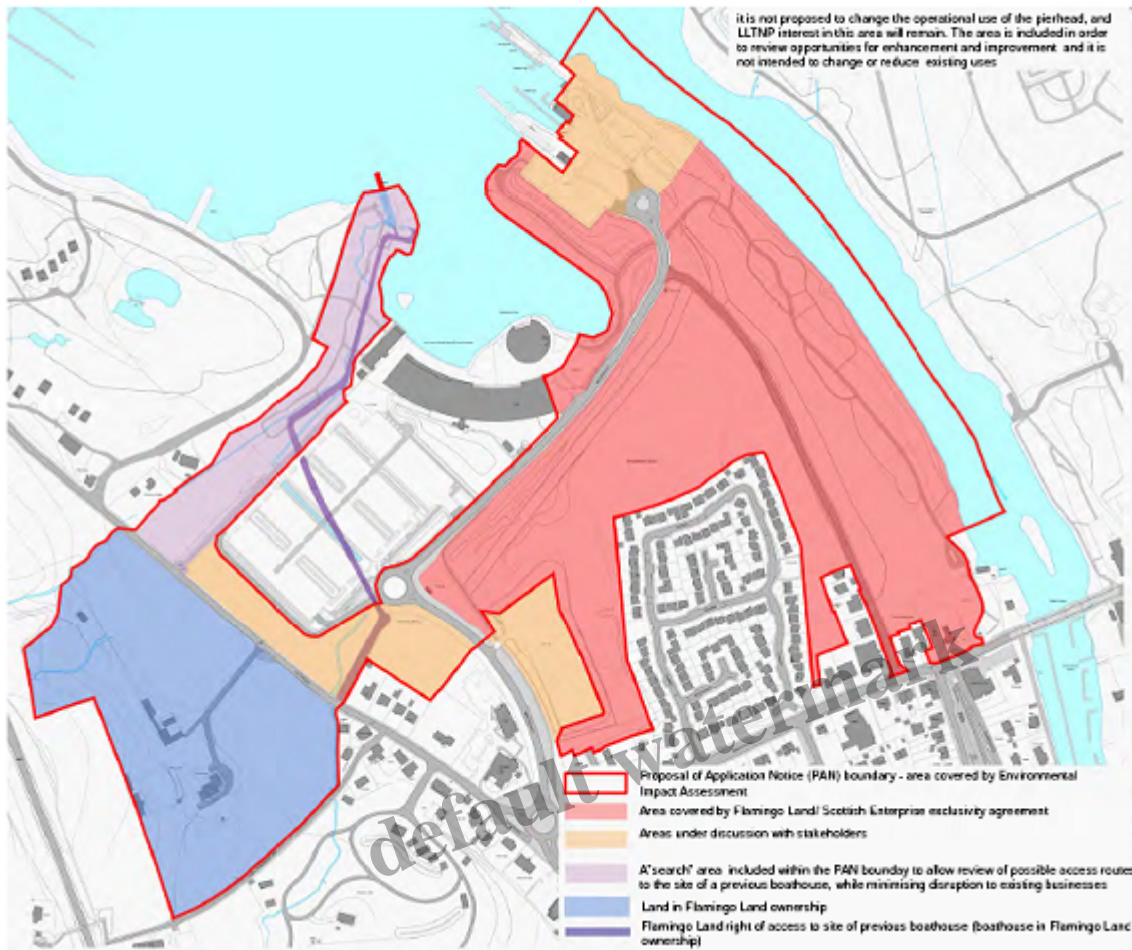 it is not proposed to change the operational use of the pierhead, and
LLTNP interest in this area will remain. The area is included in order
to review opportunities for enhancement and improvement and it is
not intended to change or reduce existing uses
default watermark
Proposal of Application Notice (PAN) boundary - area covered by Environmental
Impact Assessment
Area covered by Flamingo Land/ Scottish Enterprise exclusivity agreement
Areas under discussion with stakeholders
A"search" area included within the PAN bounday to allow review of possible access routes
to the site of a previous boathouse, while minimising disruption to existing businesses
Land in Flamingo Land ownership
Flamingo Land right of access to site of previous boathouse (boathouse in Flamingo Land
ownership)